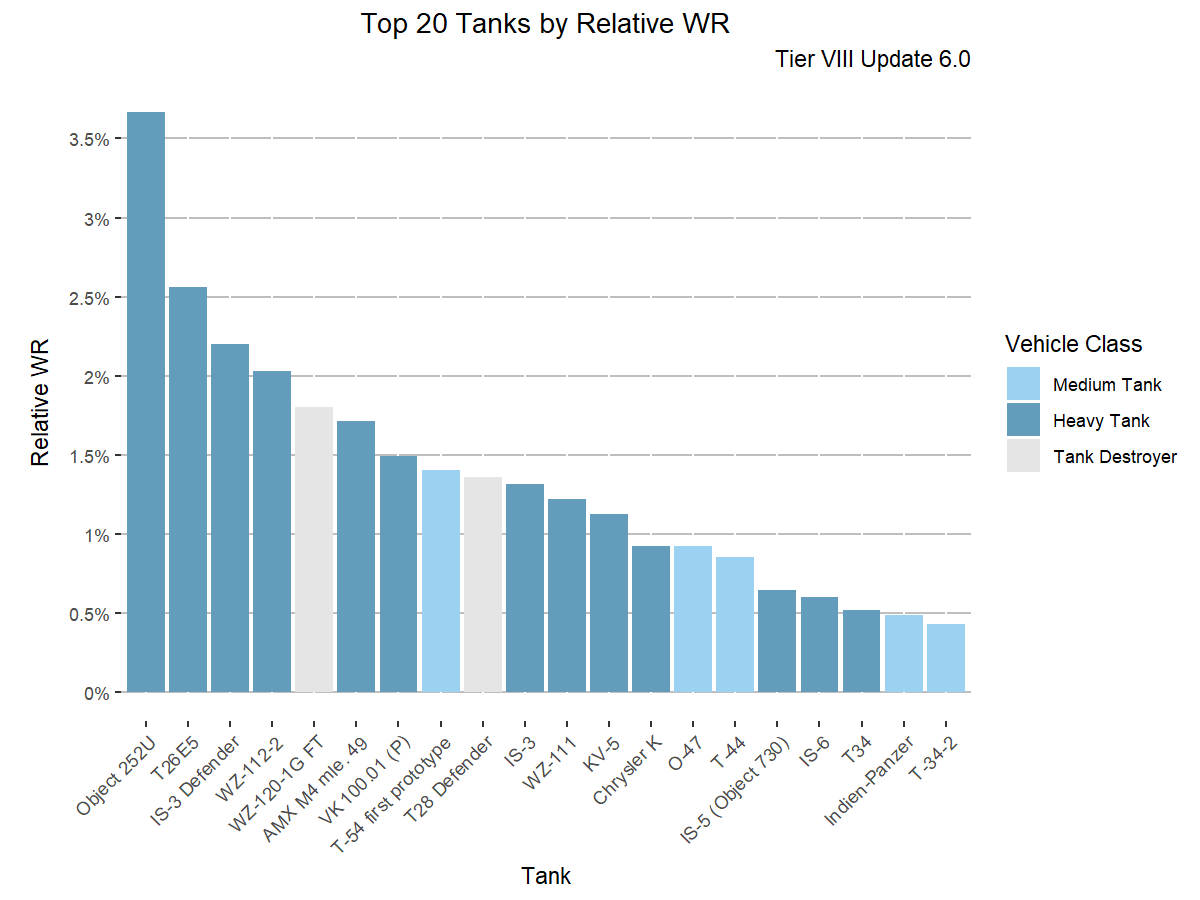 Top 20 Tanks by Relative WR
Tier VIII Update 6.0
3.5%
3%
2.5%
2%
1.5%
1%
0.5%
0%
Relative WR
Object 252U
T26E5
IS-3 Defender
WZ-112-2
WZ-120-1G FT
AMX M4 mle. 49
VK 100.01 (P)
T-54 first prototype
T28 Defender
IS-3
WZ-111
KV-5
Chrysler K
O-47
T-44
IS-5 (Object 730)
IS-6
T34
Indien-Panzer
T-34-2
Tank
Vehicle Class
Medium Tank
Heavy Tank
Tank Destroyer